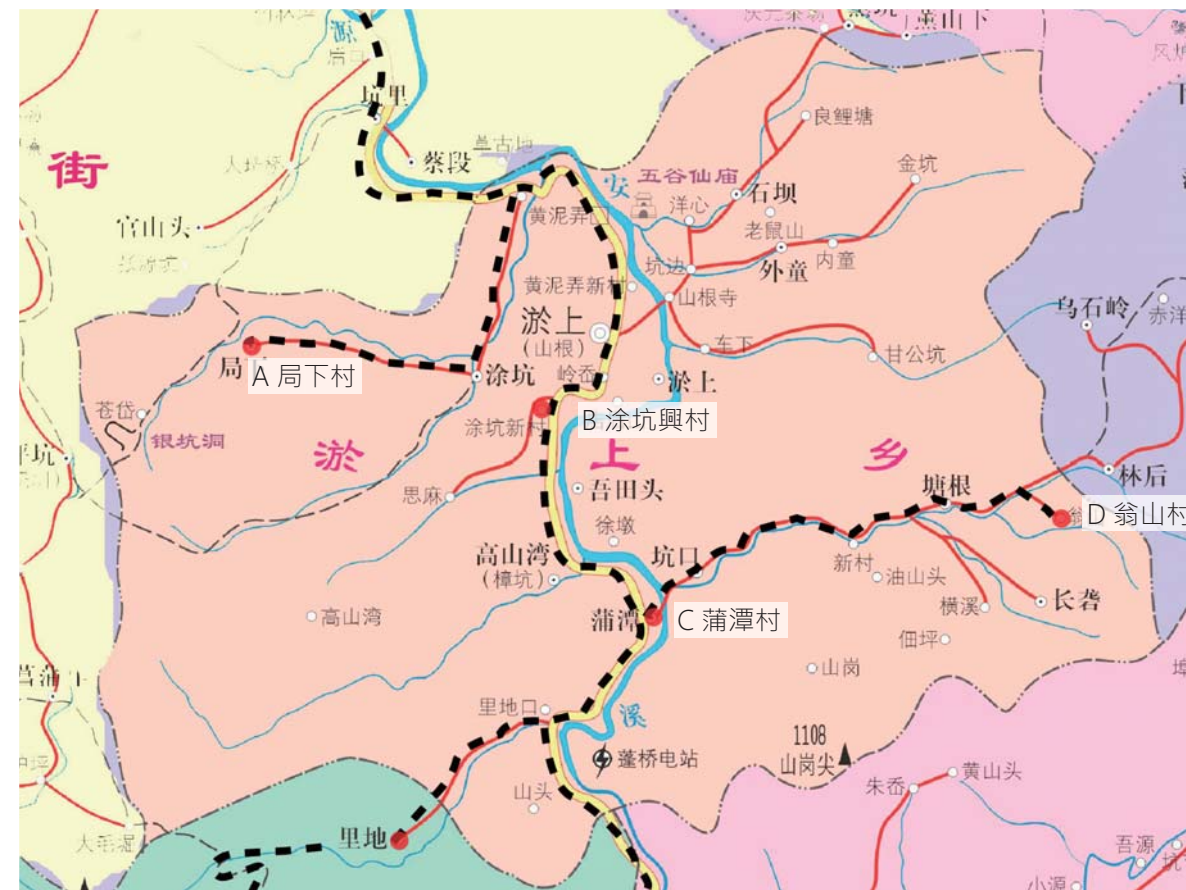 坑里
蔡段
良鲤塘
街
金坑
安
五谷仙庙
石坝
洋心
官山头
黄泥弄口
老鼠山
外童
内童
坑边
黄泥弄新村
山根寺
乌石岭
赤洋
淤上
(山根)
车下
甘公坑
局
A 局下村
涂坑
岭岙
淤上
苍岱
涂坑新村
B 涂坑興村
银坑洞
淤
上
乡
林后
思麻
吾田头
塘根
D 翁山村
徐墩
高山湾
(樟坑)
坑口
新村
油山头
横溪
长砻
高山湾
蒲潭
C 蒲潭村
佃坪
山岗
里地口
溪
1108
山岗尖
蓬桥电站
朱岙
黄山头
山头
里地
大毛堀
吾源
小源